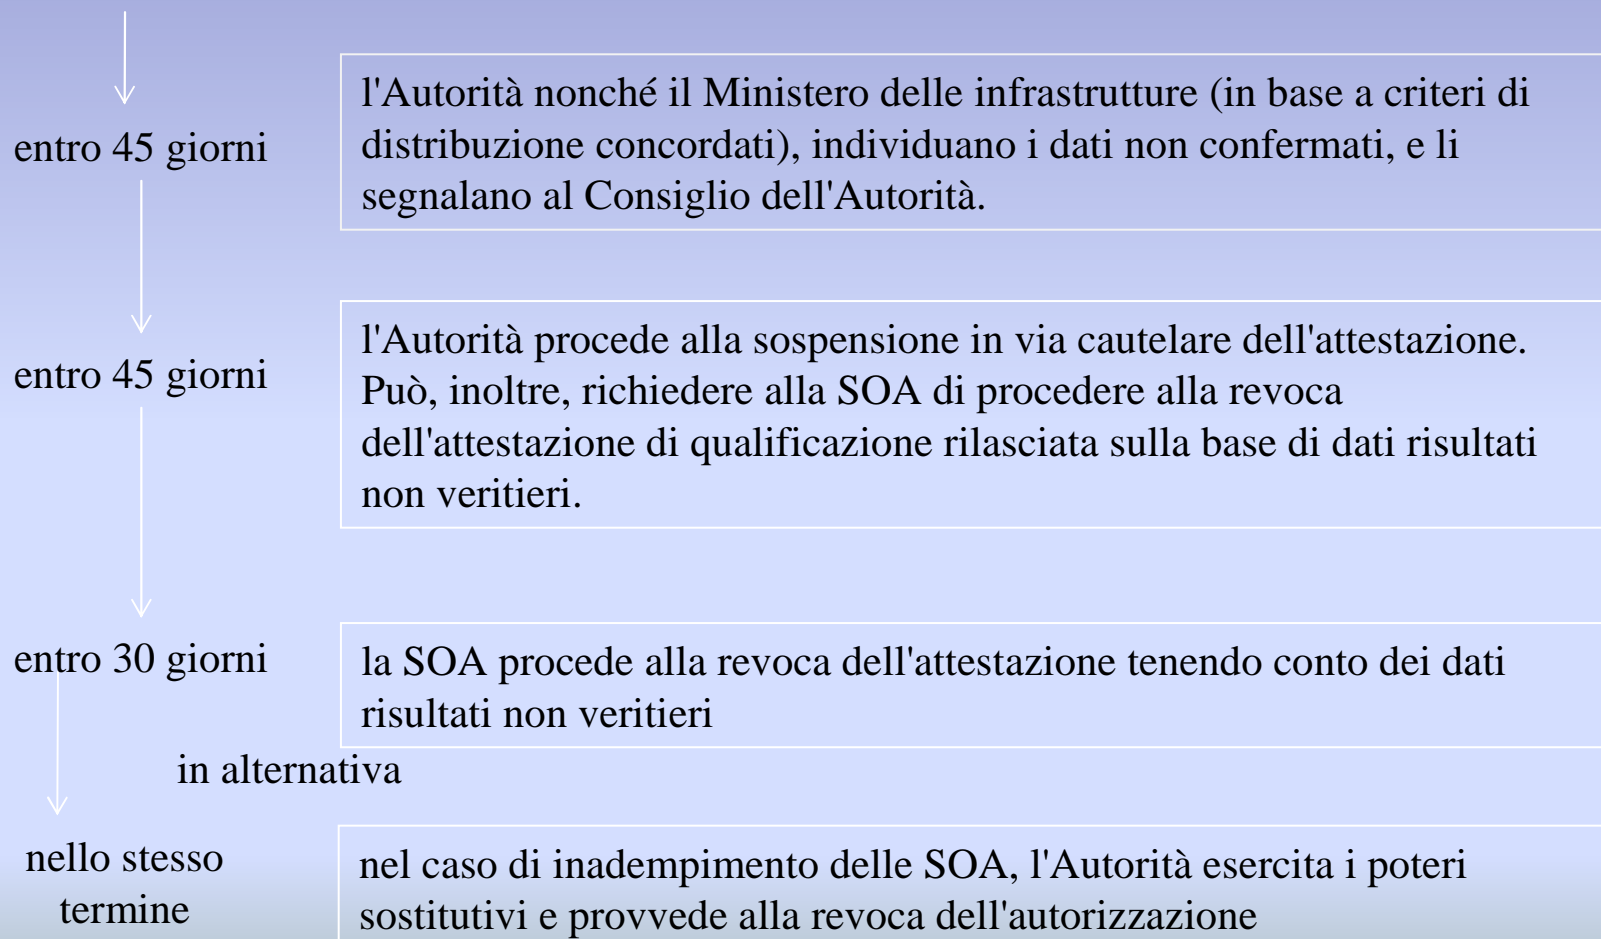 entro 45 giorni
l'Autorità nonché il Ministero delle infrastrutture (in base a criteri di
distribuzione concordati), individuano i dati non confermati, e li
segnalano al Consiglio dell'Autorità.
entro 45 giorni
l'Autorità procede alla sospensione in via cautelare dell'attestazione.
Può, inoltre, richiedere alla SOA di procedere alla revoca
dell'attestazione di qualificazione rilasciata sulla base di dati risultati
non veritieri.
entro 30 giorni
la SOA procede alla revoca dell'attestazione tenendo conto dei dati
risultati non veritieri
in alternativa
nello stesso
termine
nel caso di inadempimento delle SOA, l'Autorità esercita i poteri
sostitutivi e provvede alla revoca dell'autorizzazione